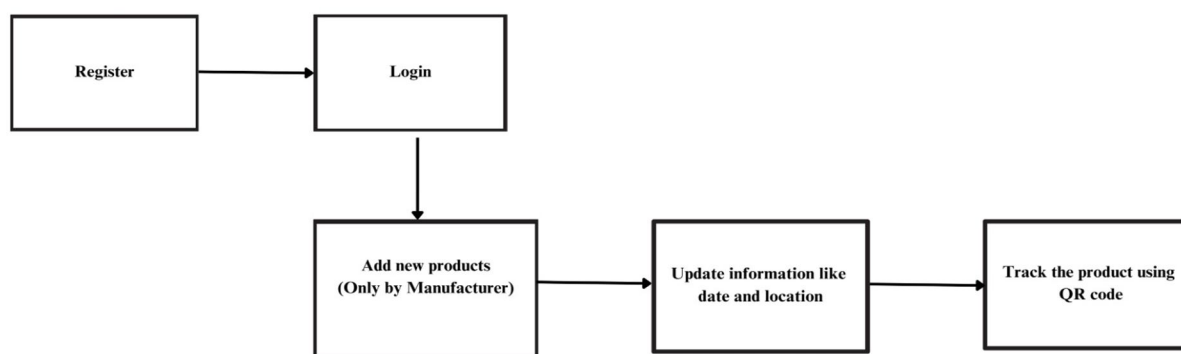 Register
Login
Add new products
(Only by Manufacturer)
Update information like
date and location
Track the product using
QR code